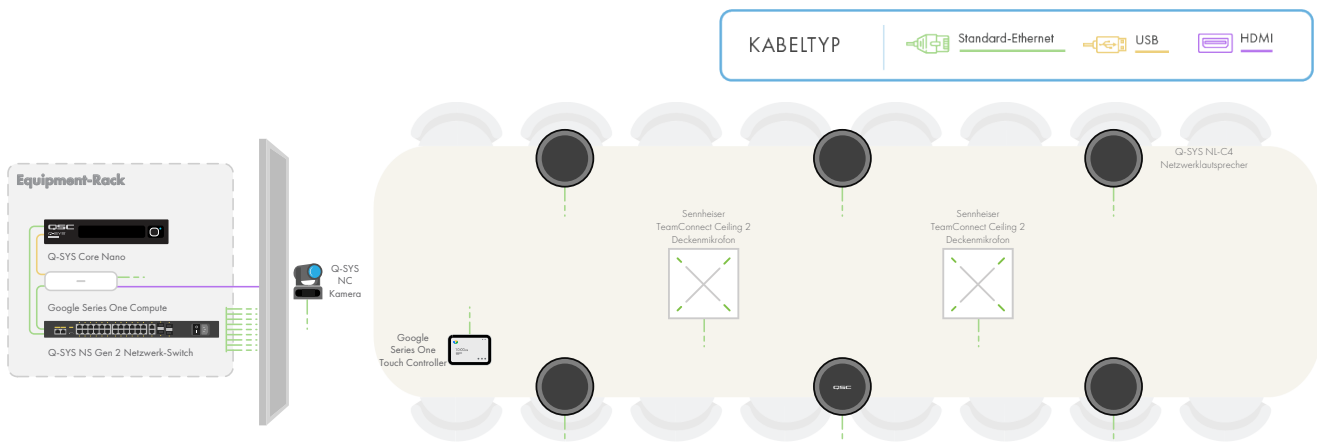 KABELTYP
Standard-Ethernet
USB
HDMI
Q-SYS NL-C4
Netzwerklautsprecher
Equipment-Rack
QSC
Q-SYS Core Nano
Google Series One Compute
Q-SYS NS Gen 2 Netzwerk-Switch
Q-SYS
NC
Kamera
Sennheiser
TeamConnect Ceiling 2
Deckenmikrofon
Sennheiser
TeamConnect Ceiling 2
Deckenmikrofon
Google
Series One
Touch Controller
QSC